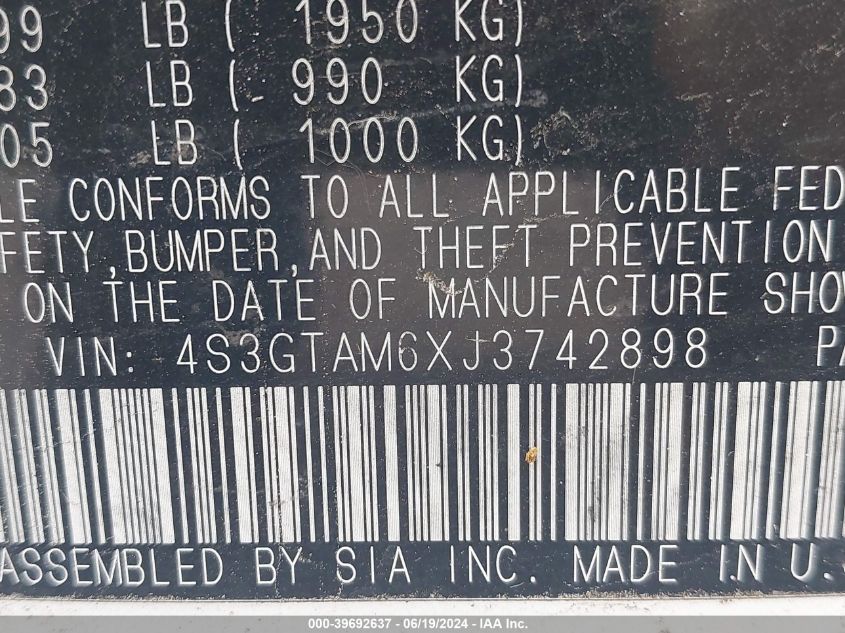 99 LB ( 1950 KG)
83 LB ( 990 KG)
05 LB ( 1000 KG)
LE CONFORMS TO ALL APPLICABLE FED
FETY,BUMPER,AND THEFT PREVENTION
ON THE DATE OF MANUFACTURE SHOW
VIN: 4S3GTAM6XJ3742898 PA
ASSEMBLED BY SIA INC. MADE IN U.
000-39692637 - 06/19/2024 - IAA Inc.